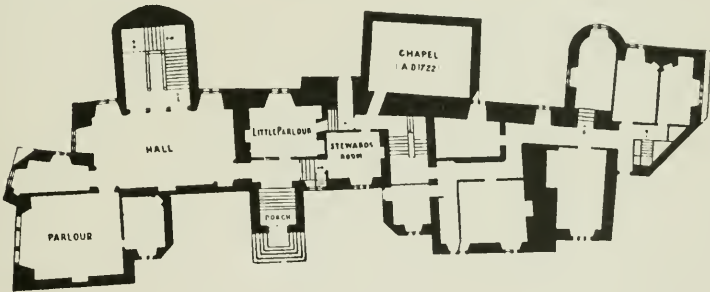 CHAPEL
(A.D 1722)
HALL
LITTLE PARLOUR
STEWARDS
ROOM
PORCH
PARLOUR